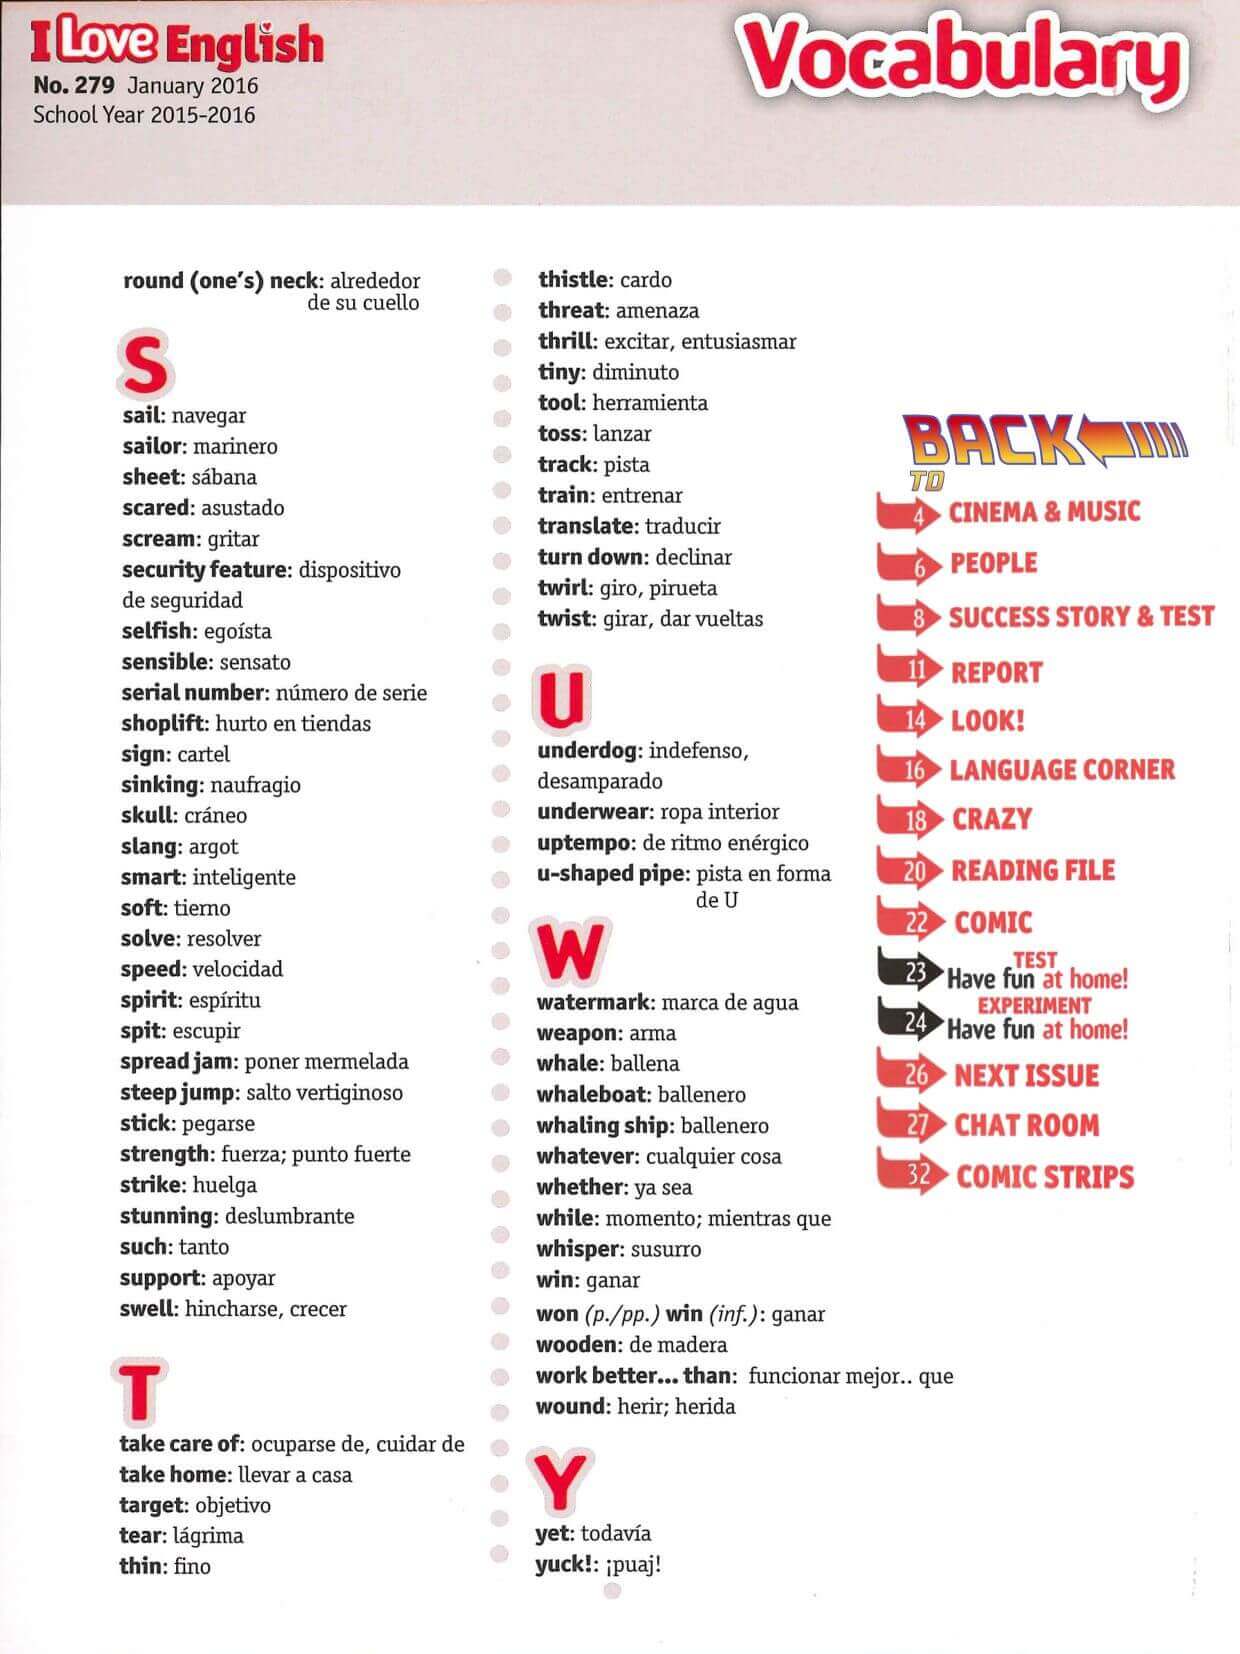 I Love English
No. 279 January 2016
School Year 2015-2016
Vocabulary
round (one's) neck: alrededor
de su cuello
S
sail: navegar
sailor: marinero
sheet: sábana
scared: asustado
scream: gritar
security feature: dispositivo
de seguridad
selfish: egoísta
sensible: sensato
serial number: número de serie
shoplift: hurto en tiendas
sign: cartel
sinking: naufragio
skull: cráneo
slang: argot
smart: inteligente
soft: tierno
solve: resolver
speed: velocidad
spirit: espíritu
spit: escupir
spread jam: poner mermelada
steep jump: salto vertiginoso
stick: pegarse
strength: fuerza; punto fuerte
strike: huelga
stunning: deslumbrante
such: tanto
support: apoyar
swell: hincharse, crecer
T
take care of: ocuparse de, cuidar de
take home: llevar a casa
target: objetivo
tear: lágrima
thin: fino
thistle: cardo
threat: amenaza
thrill: excitar, entusiasmar
tiny: diminuto
tool: herramienta
toss: lanzar
track: pista
train: entrenar
translate: traducir
turn down: declinar
twirl: giro, pirueta
twist: girar, dar vueltas
U
underdog: indefenso,
desamparado
underwear: ropa interior
uptempo: de ritmo enérgico
u-shaped pipe: pista en forma
de U
W
watermark: marca de agua
weapon: arma
whale: ballena
whaleboat: ballenero
whaling ship: ballenero
whatever: cualquier cosa
whether: ya sea
while: momento; mientras que
whisper: susurro
win: ganar
won (p./pp.) win (inf.): ganar
wooden: de madera
work better... than: funcionar mejor.. que
wound: herir; herida
Y
yet: todavía
yuck!: ¡puaj!
BACK
TO
4 CINEMA & MUSIC
6 PEOPLE
8 SUCCESS STORY & TEST
11 REPORT
14 LOOK!
16 LANGUAGE CORNER
18 CRAZY
20 READING FILE
22 COMIC
TEST
23 Have fun at home!
EXPERIMENT
24 Have fun at home!
26 NEXT ISSUE
27 CHAT ROOM
32 COMIC STRIPS